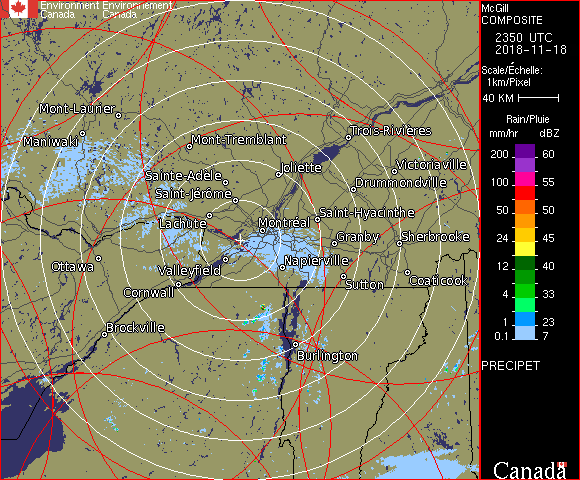 Environment Environnement
Canada Canada
McGill
COMPOSITE
2350 UTC
2018-11-18
Scale/Échelle:
1km/Pixel
40 KM
Rain/Pluie
mm/hr dBZ
200 60
100 55
50 50
24 45
12 40
4 33
1 23
0.1 7
PRECIPET
Canada
Mont-Laurier
Maniwaki
Mont-Tremblant
Trois-Rivières
Sainte-Adèle
Joliette
Victoriaville
Saint-Jérôme
Drummondville
Lachute
Montréal
Saint-Hyacinthe
Granby
Sherbrooke
Ottawa
Valleyfield
Napierville
Cornwall
Sutton
Coaticook
Brockville
Burlington